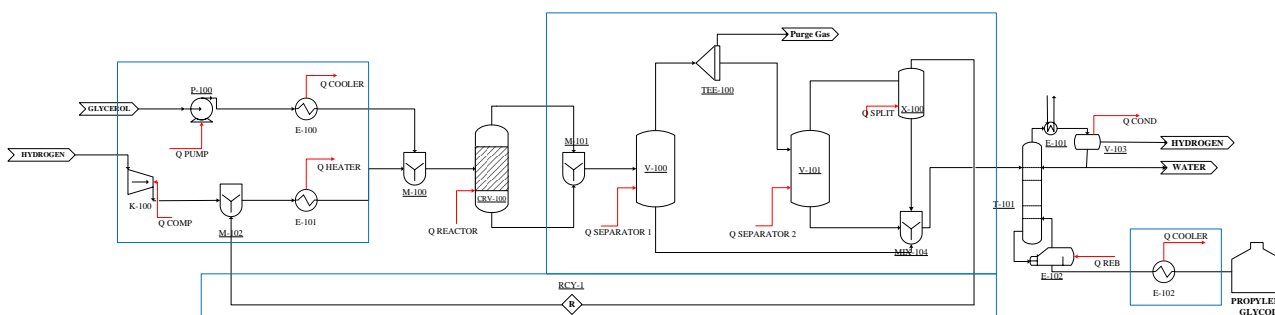 Purge Gas
Q COOLER
P-100
GLYCEROL
E-100
TEE-100
X-100
Q SPLIT
Q PUMP
HYDROGEN
Q HEATER
M-100
M-101
V-100
V-101
CRV-100
K-100
Q COMP
M-102
E-101
Q REACTOR
Q SEPARATOR 1
Q SEPARATOR 2
MIX-104
Q COND
E-101
V-103
HYDROGEN
WATER
T-101
Q COOLER
Q REB
E-102
E-102
RCY-1
R
PROPYLENE
GLYCOL